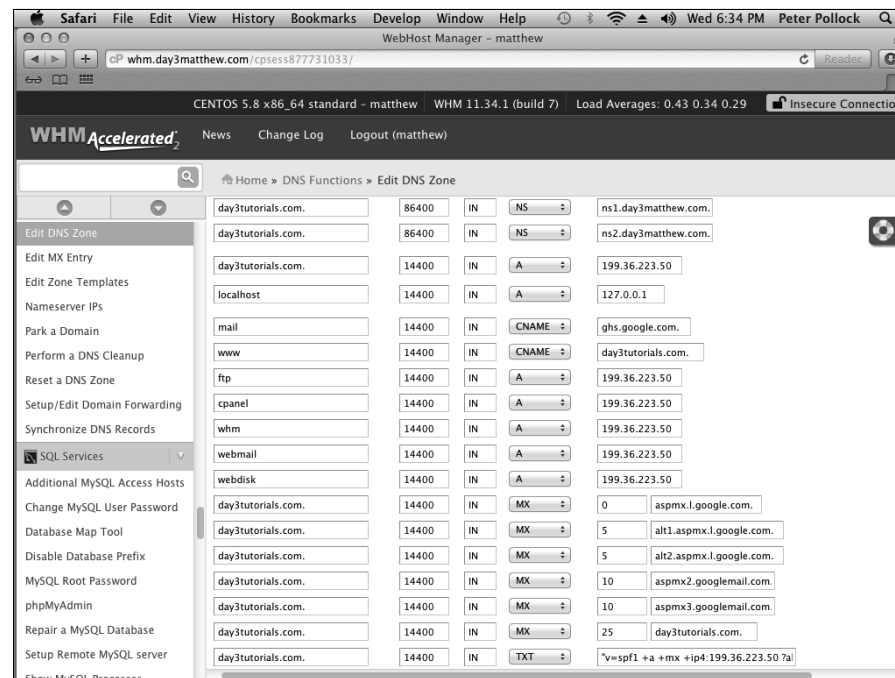 Safari File Edit View History Bookmarks Develop Window Help Wed 6:34 PM Peter Pollock
WebHost Manager – matthew
cP whm.day3matthew.com/cpsess877731033/ Reader
CENTOS 5.8 x86_64 standard – matthew WHM 11.34.1 (build 7) Load Averages: 0.43 0.34 0.29 Insecure Connectio
WHM Accelerated2 News Change Log Logout (matthew)
Home » DNS Functions » Edit DNS Zone
Edit DNS Zone
Edit MX Entry
Edit Zone Templates
Nameserver IPs
Park a Domain
Perform a DNS Cleanup
Reset a DNS Zone
Setup/Edit Domain Forwarding
Synchronize DNS Records
SQL Services
Additional MySQL Access Hosts
Change MySQL User Password
Database Map Tool
Disable Database Prefix
MySQL Root Password
phpMyAdmin
Repair a MySQL Database
Setup Remote MySQL server
Show MySQL Processes
day3tutorials.com. 86400 IN NS ns1.day3matthew.com.
day3tutorials.com. 86400 IN NS ns2.day3matthew.com.
day3tutorials.com. 14400 IN A 199.36.223.50
localhost 14400 IN A 127.0.0.1
mail 14400 IN CNAME ghs.google.com.
www 14400 IN CNAME day3tutorials.com.
ftp 14400 IN A 199.36.223.50
cpanel 14400 IN A 199.36.223.50
whm 14400 IN A 199.36.223.50
webmail 14400 IN A 199.36.223.50
webdisk 14400 IN A 199.36.223.50
day3tutorials.com. 14400 IN MX 0 aspmx.l.google.com.
day3tutorials.com. 14400 IN MX 5 alt1.aspmx.l.google.com.
day3tutorials.com. 14400 IN MX 5 alt2.aspmx.l.google.com.
day3tutorials.com. 14400 IN MX 10 aspmx2.googlemail.com.
day3tutorials.com. 14400 IN MX 10 aspmx3.googlemail.com.
day3tutorials.com. 14400 IN MX 25 day3tutorials.com.
day3tutorials.com. 14400 IN TXT "v=spf1 +a +mx +ip4:199.36.223.50 ?al